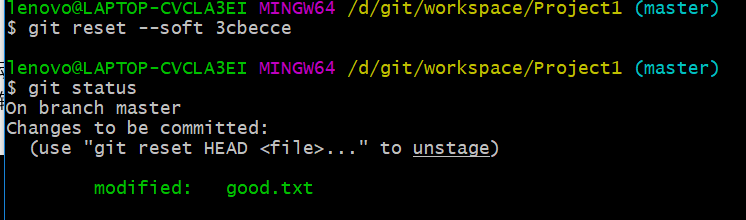 lenovo@LAPTOP-CVCLA3EI MINGW64 /d/git/workspace/Project1 (master)
$ git reset --soft 3cbecce
lenovo@LAPTOP-CVCLA3EI MINGW64 /d/git/workspace/Project1 (master)
$ git status
On branch master
Changes to be committed:
  (use "git reset HEAD <file>..." to unstage)
        modified:   good.txt